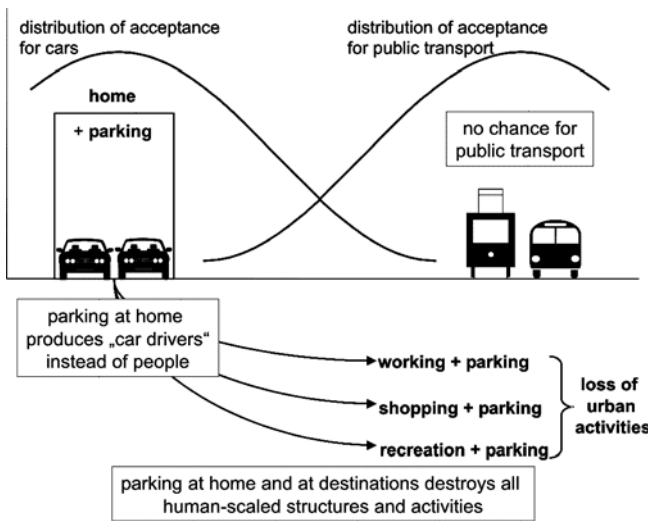 distribution of acceptance
for cars
distribution of acceptance
for public transport
home
+ parking
no chance for
public transport
parking at home
produces „car drivers“
instead of people
working + parking
shopping + parking
recreation + parking
loss of
urban
activities
parking at home and at destinations destroys all
human-scaled structures and activities